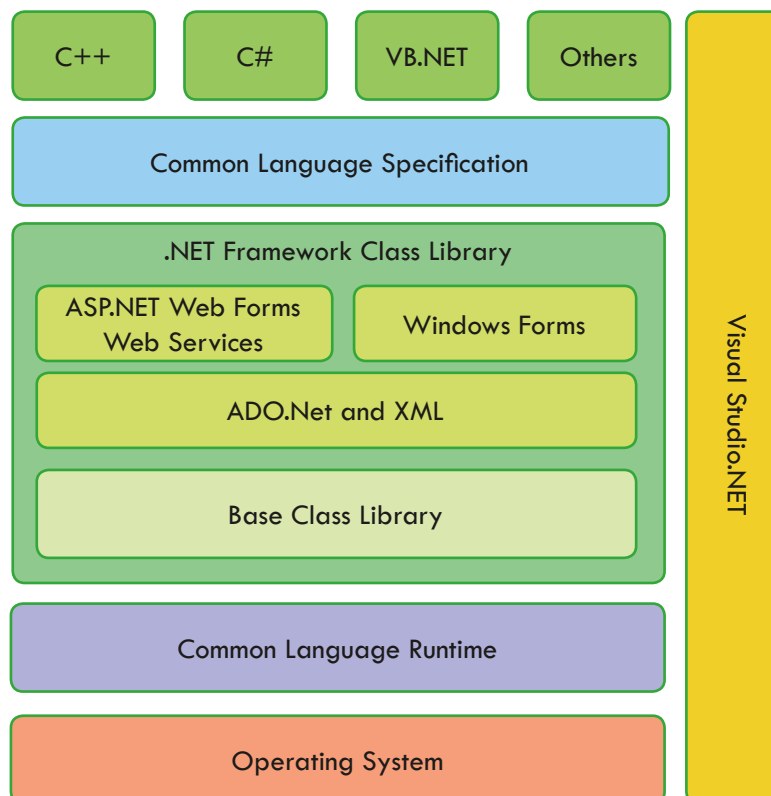 C++
C#
VB.NET
Others
Common Language Specification
.NET Framework Class Library
ASP.NET Web Forms
Web Services
Windows Forms
ADO.Net and XML
Base Class Library
Common Language Runtime
Operating System
Visual Studio.NET